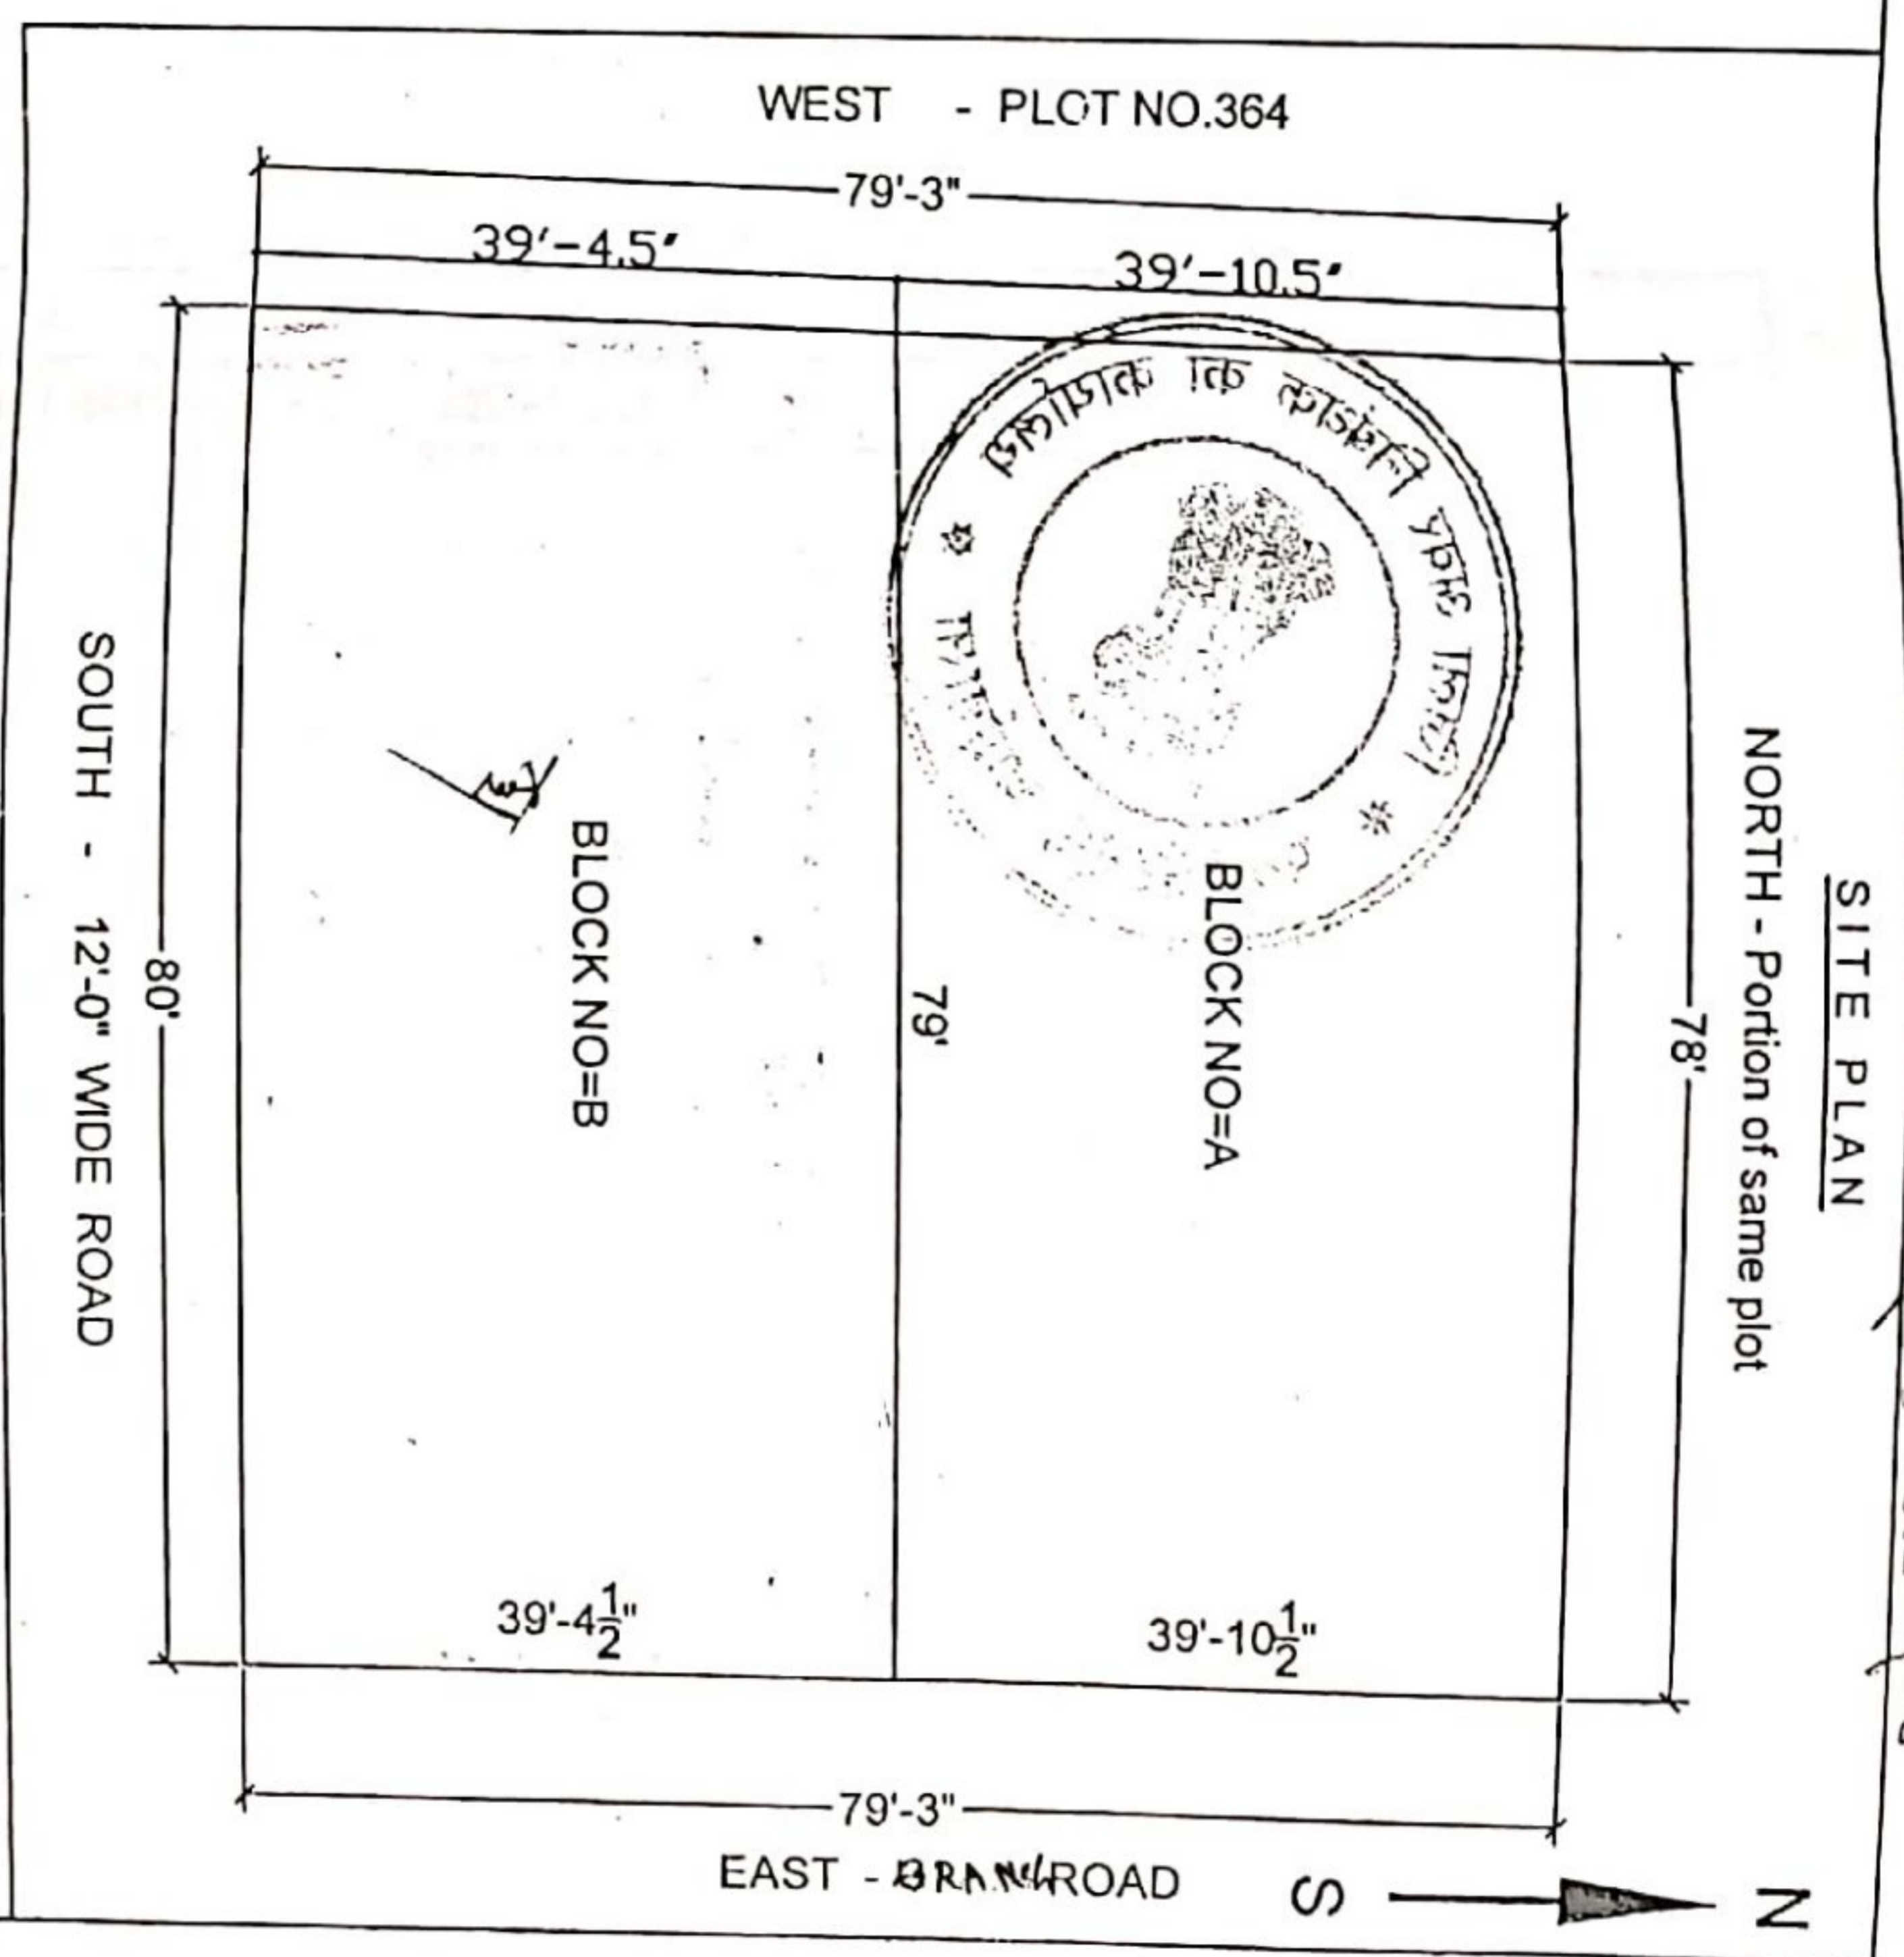 SITE PLAN
WEST - PLOT NO.364
79'-3"
39'-4.5" 39'-10.5"
NORTH - Portion of same plot
78'
SOUTH - 12'-0" WIDE ROAD
80'
79'
BLOCK NO=B
BLOCK NO=A
39'-4½" 39'-10½"
79'-3"
EAST - ROAD
S N